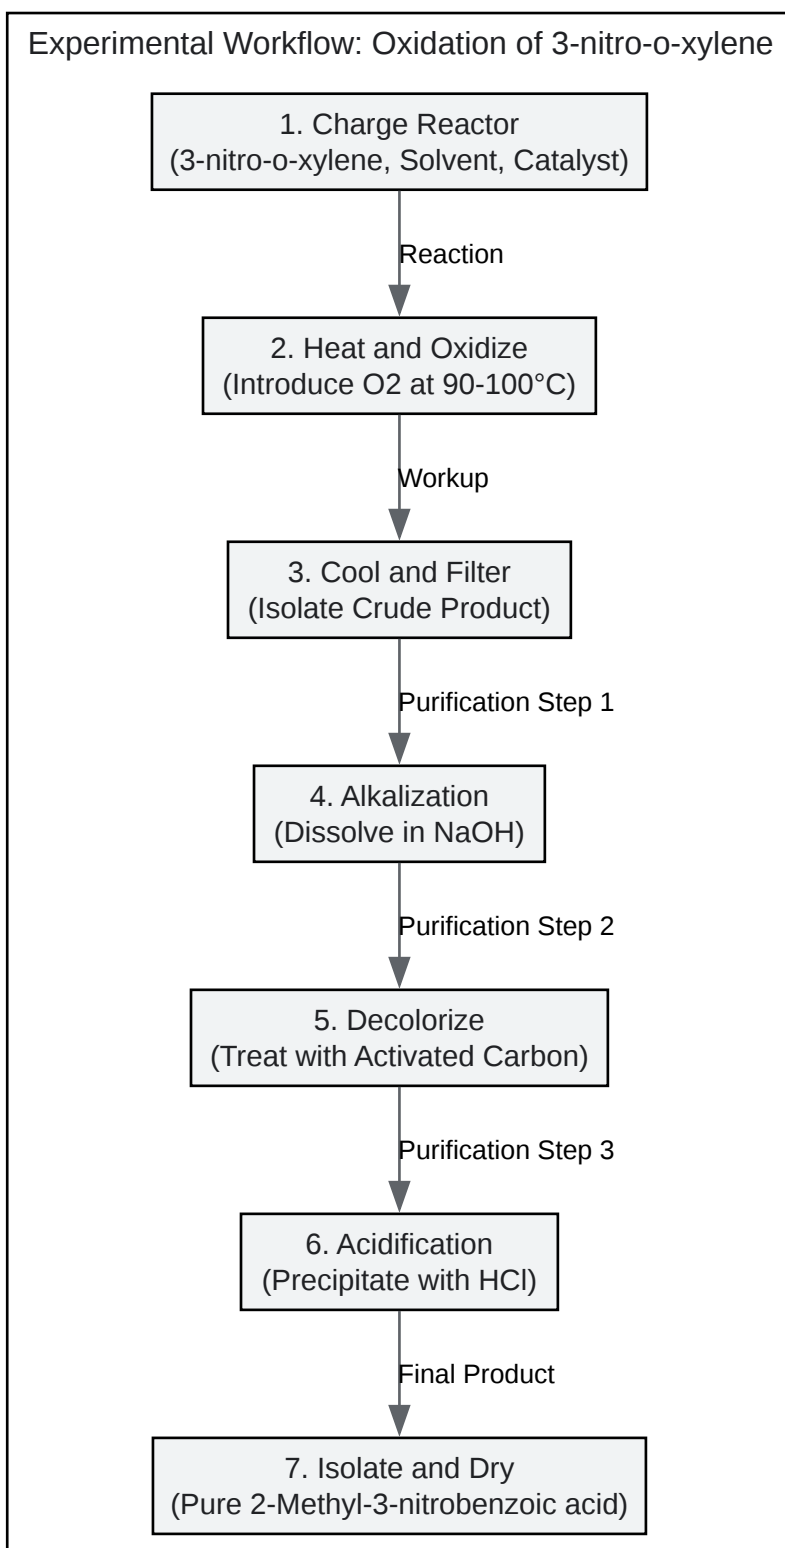 Experimental Workflow: Oxidation of 3-nitro-o-xylene
1. Charge Reactor
(3-nitro-o-xylene, Solvent, Catalyst)
Reaction
2. Heat and Oxidize
(Introduce O2 at 90-100°C)
Workup
3. Cool and Filter
(Isolate Crude Product)
Purification Step 1
4. Alkalization
(Dissolve in NaOH)
Purification Step 2
5. Decolorize
(Treat with Activated Carbon)
Purification Step 3
6. Acidification
(Precipitate with HCl)
Final Product
7. Isolate and Dry
(Pure 2-Methyl-3-nitrobenzoic acid)